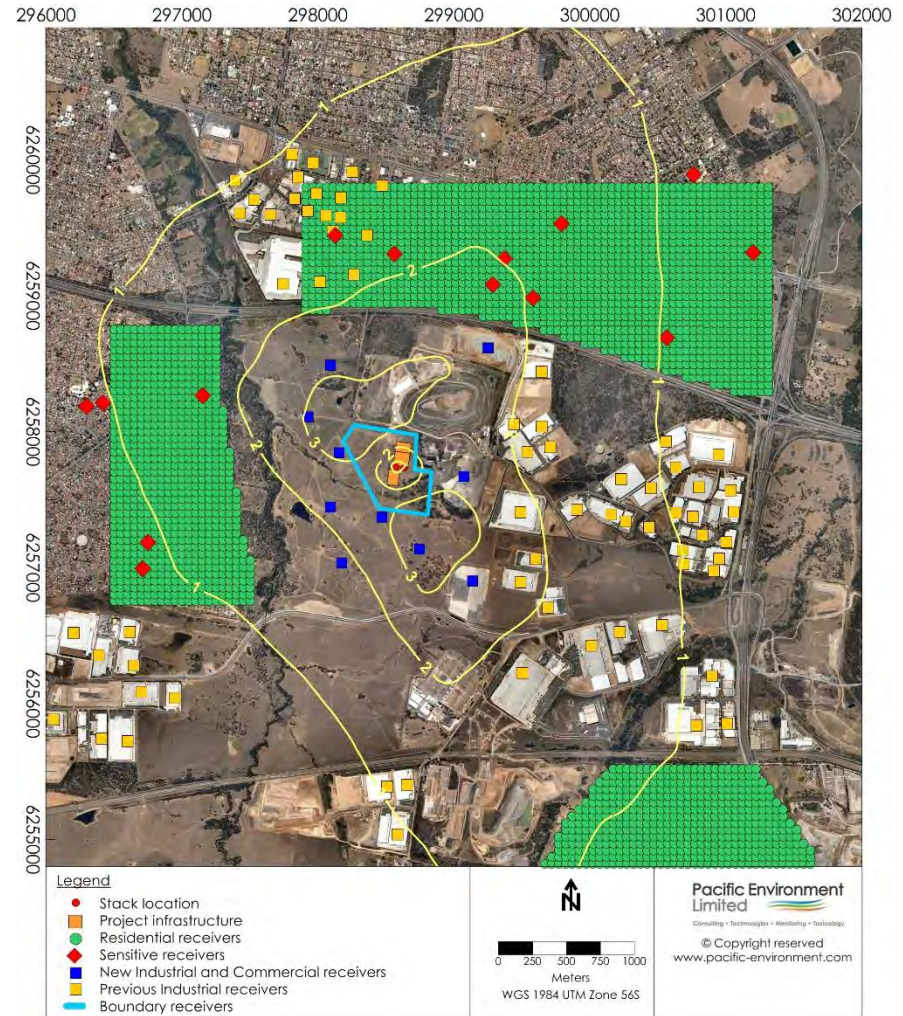 296000 297000 298000 299000 300000 301000 302000
6260000
6259000
6258000
6257000
6256000
6255000
1
1
1
2
1
2
3
2
1
3
1
2
1
Legend
Stack location
Project infrastructure
Residential receivers
Sensitive receivers
New Industrial and Commercial receivers
Previous Industrial receivers
Boundary receivers
N
0 250 500 750 1000
Meters
WGS 1984 UTM Zone 56S
Pacific Environment
Limited
Consulting • Technologies • Monitoring • Toxicology
© Copyright reserved
www.pacific-environment.com